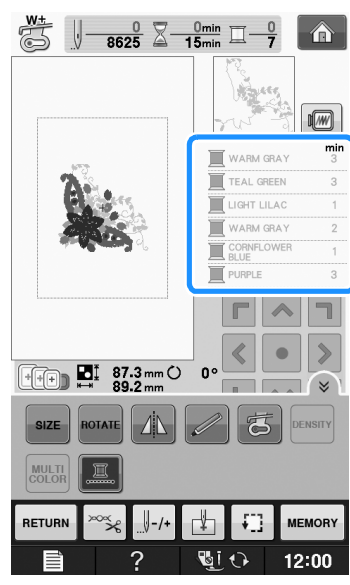 W+
0
8625
0min
15min
0
7
min
WARM GRAY 3
TEAL GREEN 3
LIGHT LILAC 1
WARM GRAY 2
CORNFLOWER
BLUE 1
PURPLE 3
87.3 mm 0°
89.2 mm
SIZE ROTATE DENSITY
MULTI
COLOR
RETURN -/+ MEMORY
? 12:00